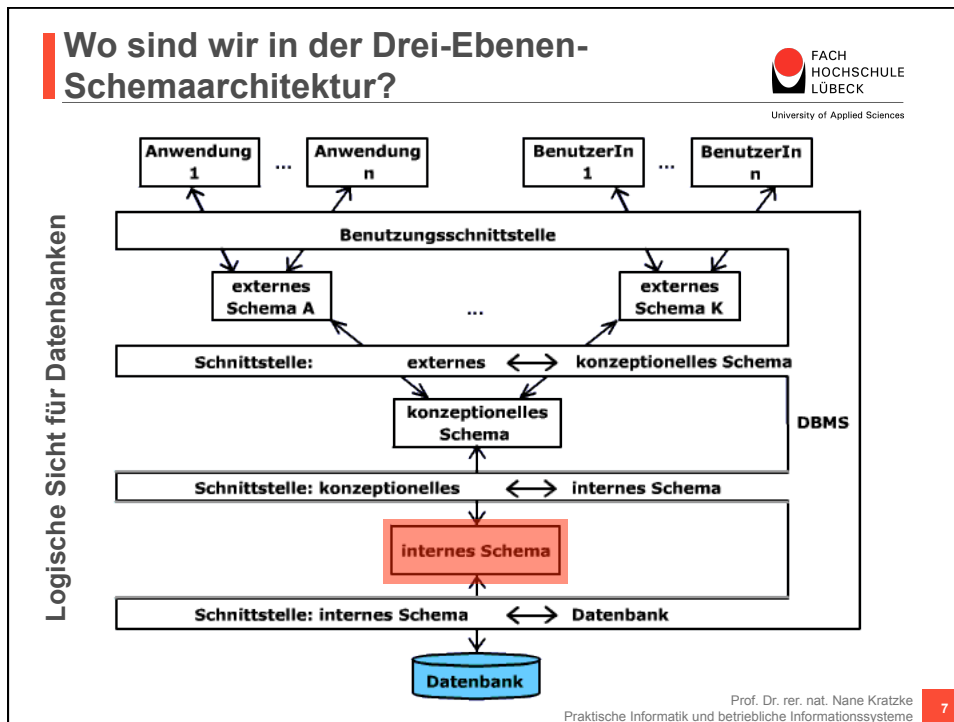 Wo sind wir in der Drei-Ebenen-
Schemaarchitektur?
FACH
HOCHSCHULE
LÜBECK
University of Applied Sciences
Logische Sicht für Datenbanken
Anwendung
1
...
Anwendung
n
BenutzerIn
1
...
BenutzerIn
n
Benutzungsschnittstelle
externes
Schema A
...
externes
Schema K
Schnittstelle: externes konzeptionelles Schema
konzeptionelles
Schema
DBMS
Schnittstelle: konzeptionelles internes Schema
internes Schema
Schnittstelle: internes Schema Datenbank
Datenbank
Prof. Dr. rer. nat. Nane Kratzke
Praktische Informatik und betriebliche Informationssysteme
7